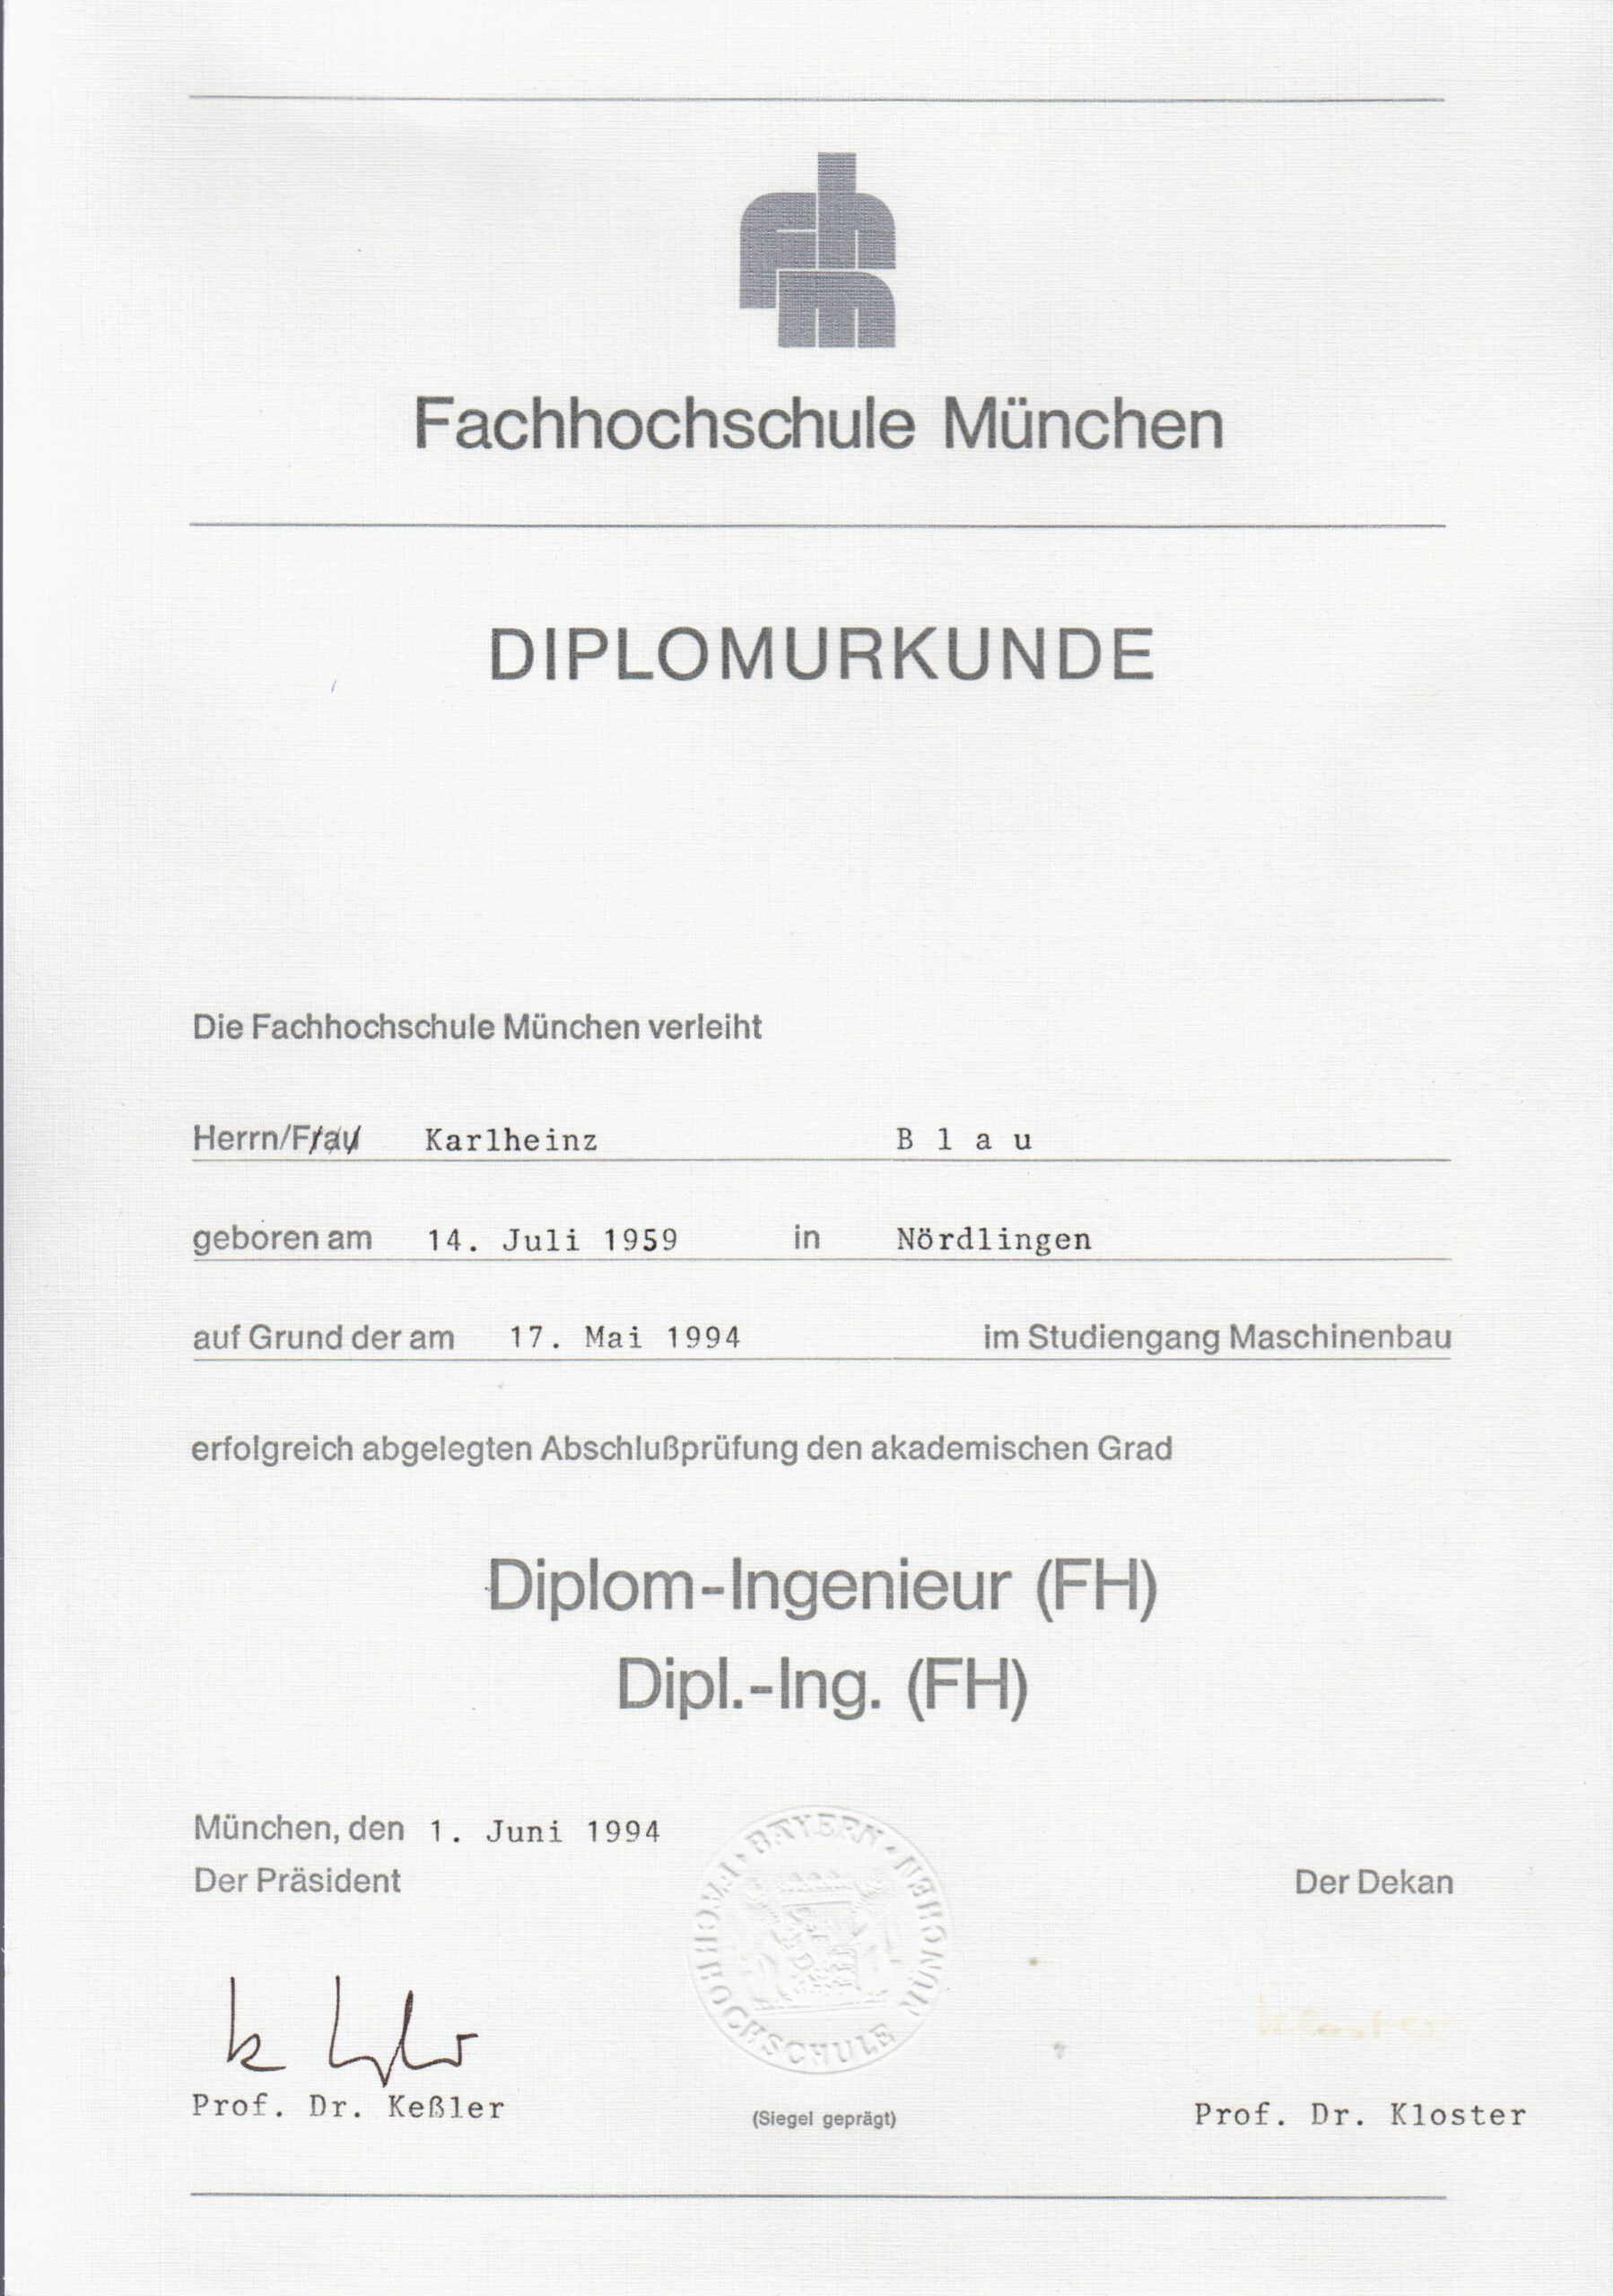 fhm
Fachhochschule München
DIPLOMURKUNDE
Die Fachhochschule München verleiht
Herrn/Frau Karlheinz B l a u
geboren am 14. Juli 1959 in Nördlingen
auf Grund der am 17. Mai 1994 im Studiengang Maschinenbau
erfolgreich abgelegten Abschlußprüfung den akademischen Grad
Diplom-Ingenieur (FH)
Dipl.-Ing. (FH)
München, den 1. Juni 1994
Der Präsident Der Dekan
BAYERN
FACHHOCHSCHULE MÜNCHEN
Kloster
Prof. Dr. Keßler (Siegel geprägt) Prof. Dr. Kloster